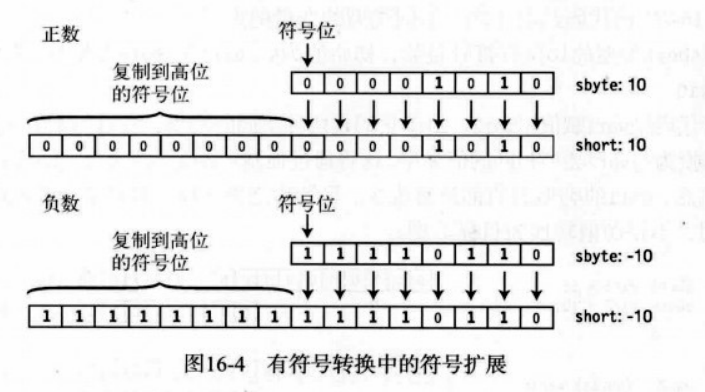 正数
符号位
复制到高位
的符号位
0 0 0 0 1 0 1 0 sbyte: 10
0 0 0 0 0 0 0 0 0 0 0 0 1 0 1 0 short: 10
负数
符号位
复制到高位
的符号位
1 1 1 1 0 1 1 0 sbyte: -10
1 1 1 1 1 1 1 1 1 1 1 1 0 1 1 0 short: -10
图16-4 有符号转换中的符号扩展